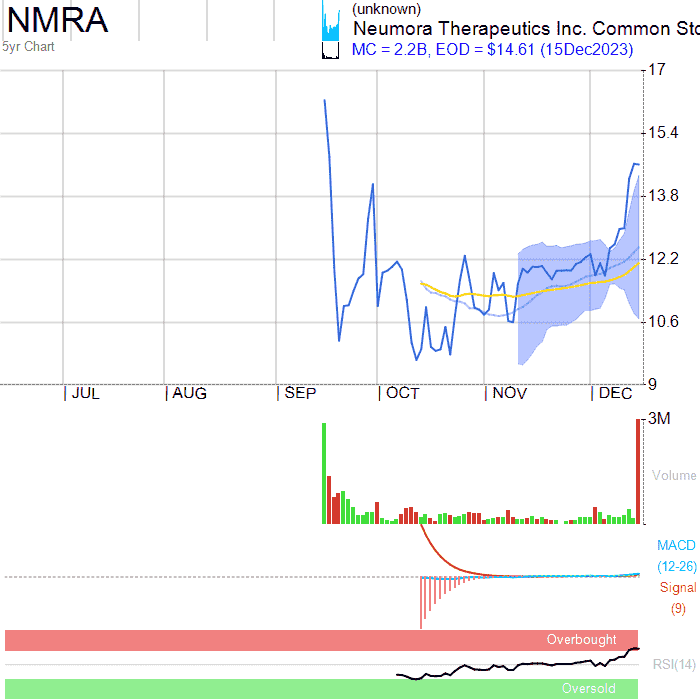 NMRA
(unknown)
Neumora Therapeutics Inc. Common Sto
5yr Chart
MC = 2.2B, EOD = $14.61 (15Dec2023)
17
15.4
13.8
12.2
10.6
9
JUL
AUG
SEP
OCT
NOV
DEC
3M
Volume
MACD
(12-26)
Signal
(9)
Overbought
RSI(14)
Oversold